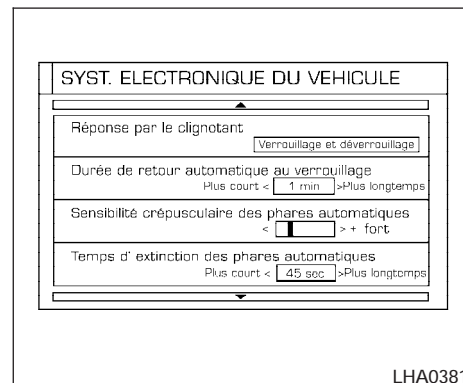 SYST. ELECTRONIQUE DU VEHICULE
Réponse par le clignotant
Verrouillage et déverrouillage
Durée de retour automatique au verrouillage
Plus court < 1 min >Plus longtemps
Sensibilité crépusculaire des phares automatiques
< > + fort
Temps d' extinction des phares automatiques
Plus court < 45 sec >Plus longtemps
LHA0381